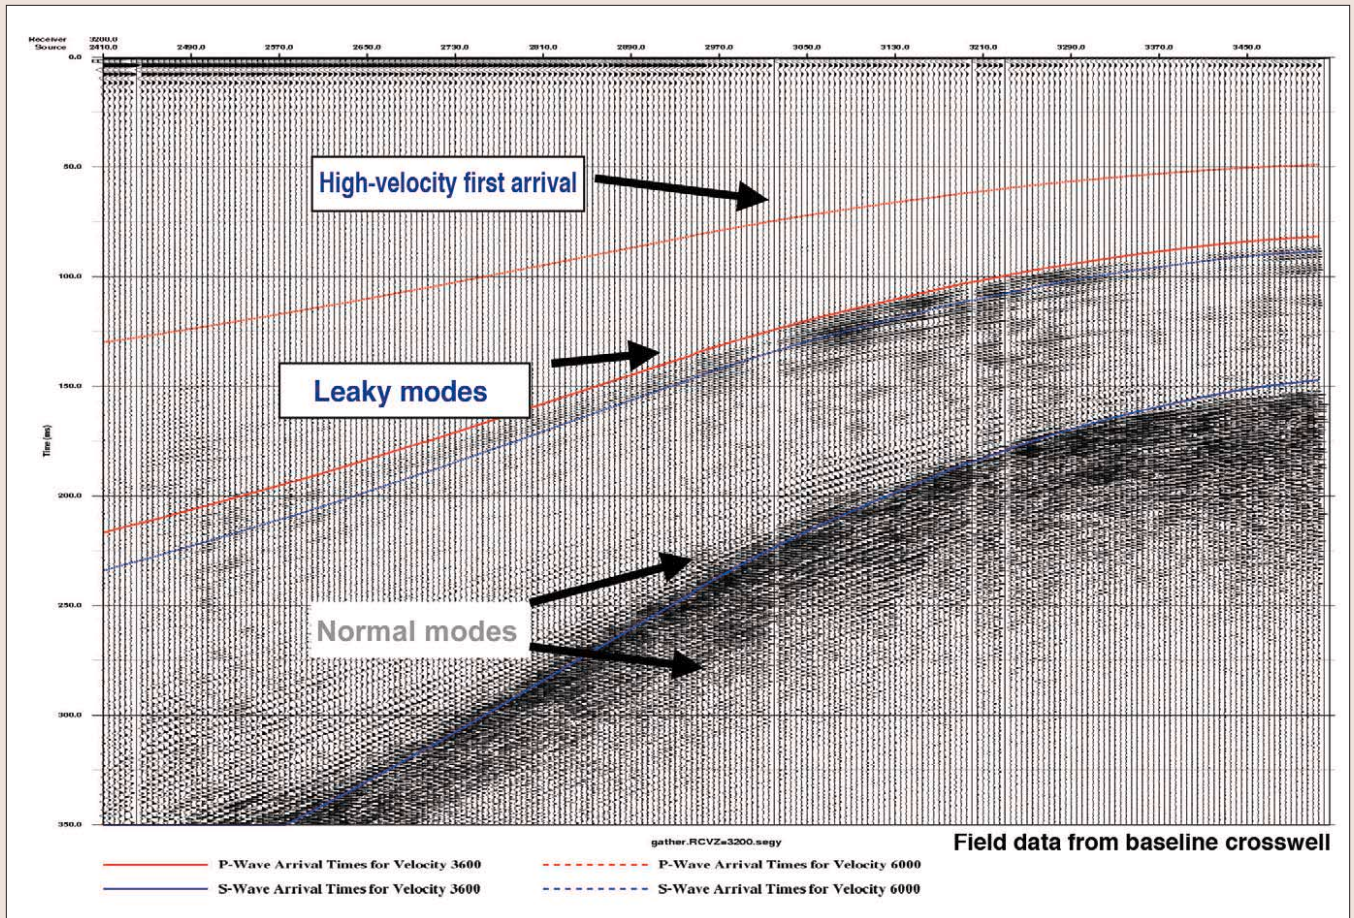 Receiver 3200.0
Source 2410.0 2490.0 2570.0 2650.0 2730.0 2810.0 2890.0 2970.0 3050.0 3130.0 3210.0 3290.0 3370.0 3450.0
0.0
50.0
High-velocity first arrival
100.0
150.0
Leaky modes
Time (ms)
200.0
250.0
Normal modes
300.0
350.0
gather.RCVZ=3200.segy
Field data from baseline crosswell
P-Wave Arrival Times for Velocity 3600 P-Wave Arrival Times for Velocity 6000
S-Wave Arrival Times for Velocity 3600 S-Wave Arrival Times for Velocity 6000